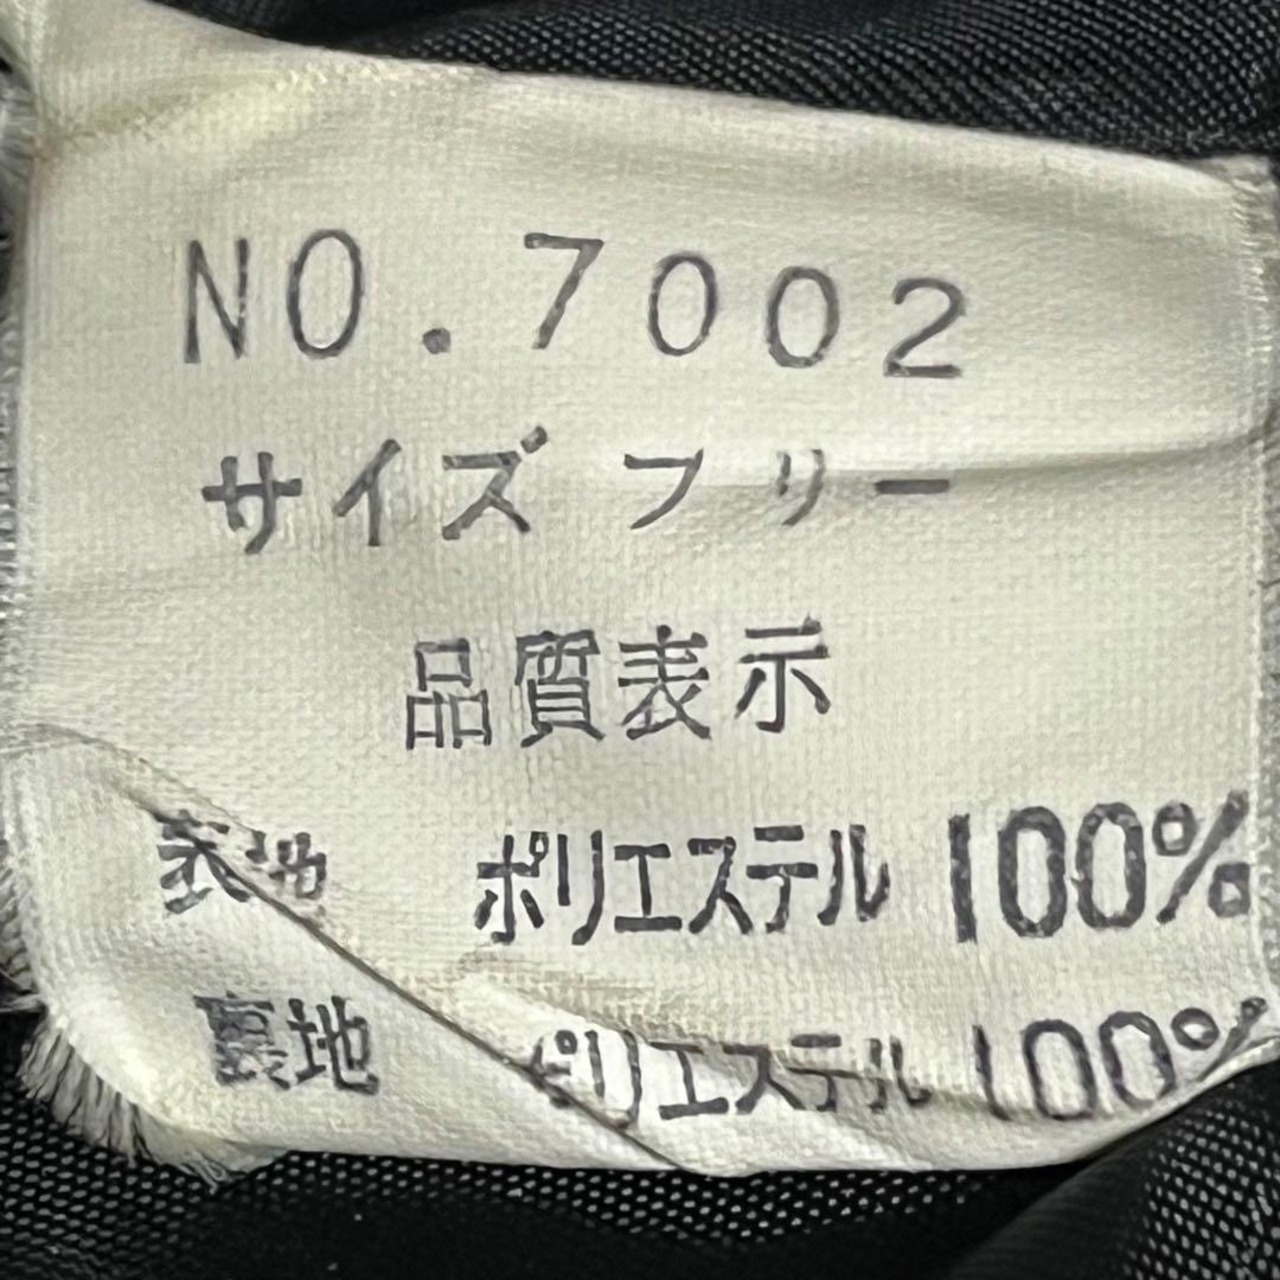 NO.7002
サイズ フリー
品質表示
表地 ポリエステル 100%
裏地 ポリエステル 100%